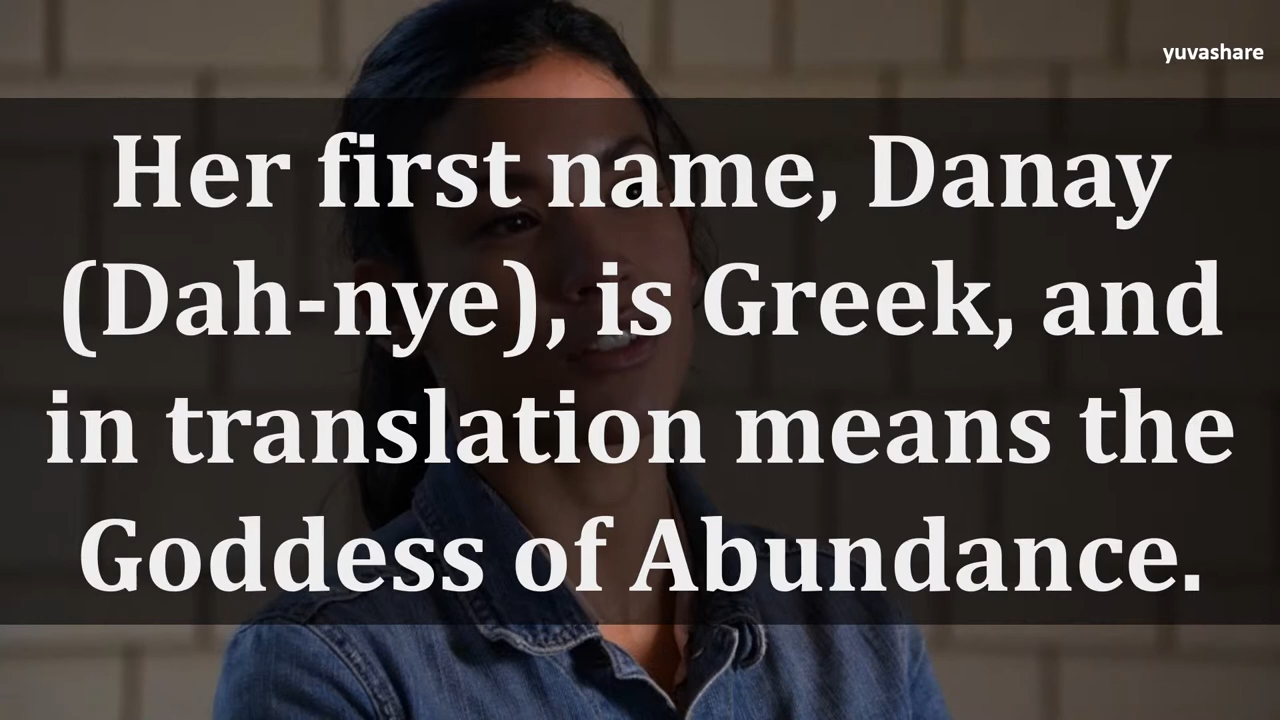 yuvashare
Her first name, Danay
(Dah-nye), is Greek, and
in translation means the
Goddess of Abundance.